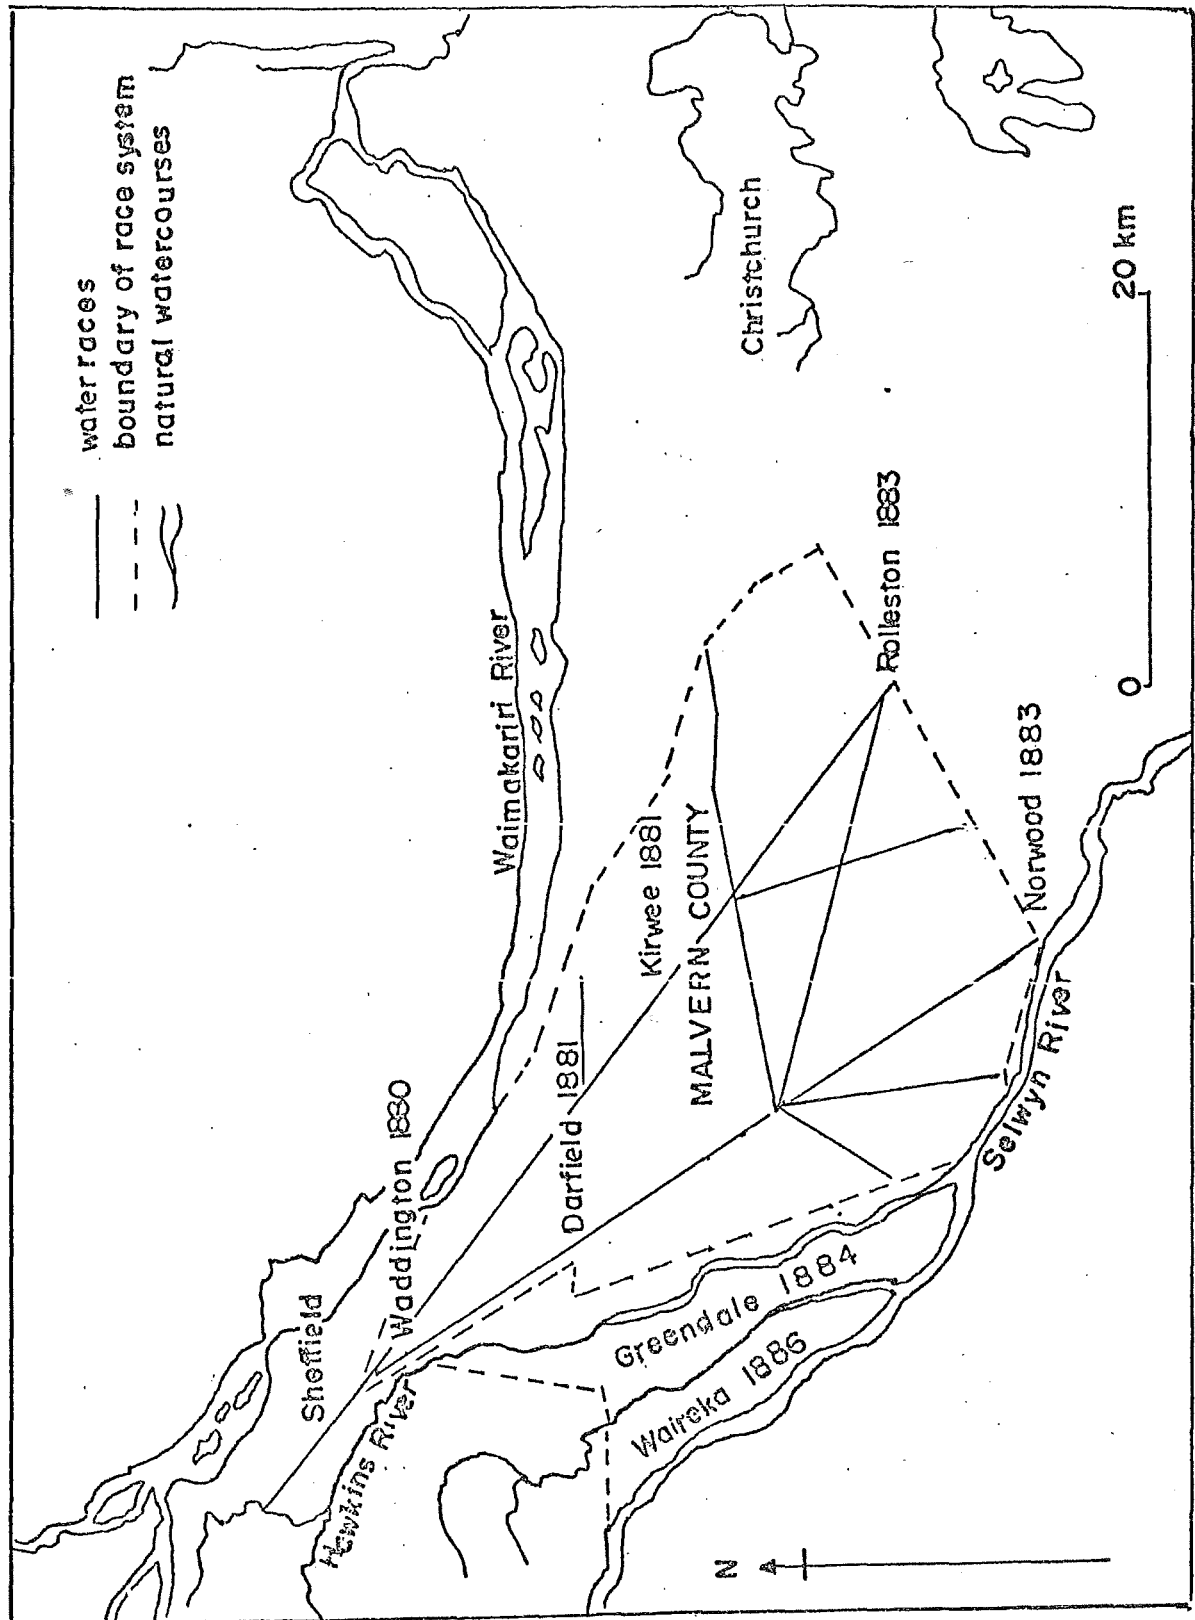 water races
boundary of race system
natural watercourses
Waimakariri River
Sheffield
Waddington 1880
Hawkins River
Darfield 1881
Kirwee 1881
MALVERN COUNTY
Christchurch
Greendale 1884
Waireka 1886
Rolleston 1883
Norwood 1883
Selwyn River
N
0
20 km